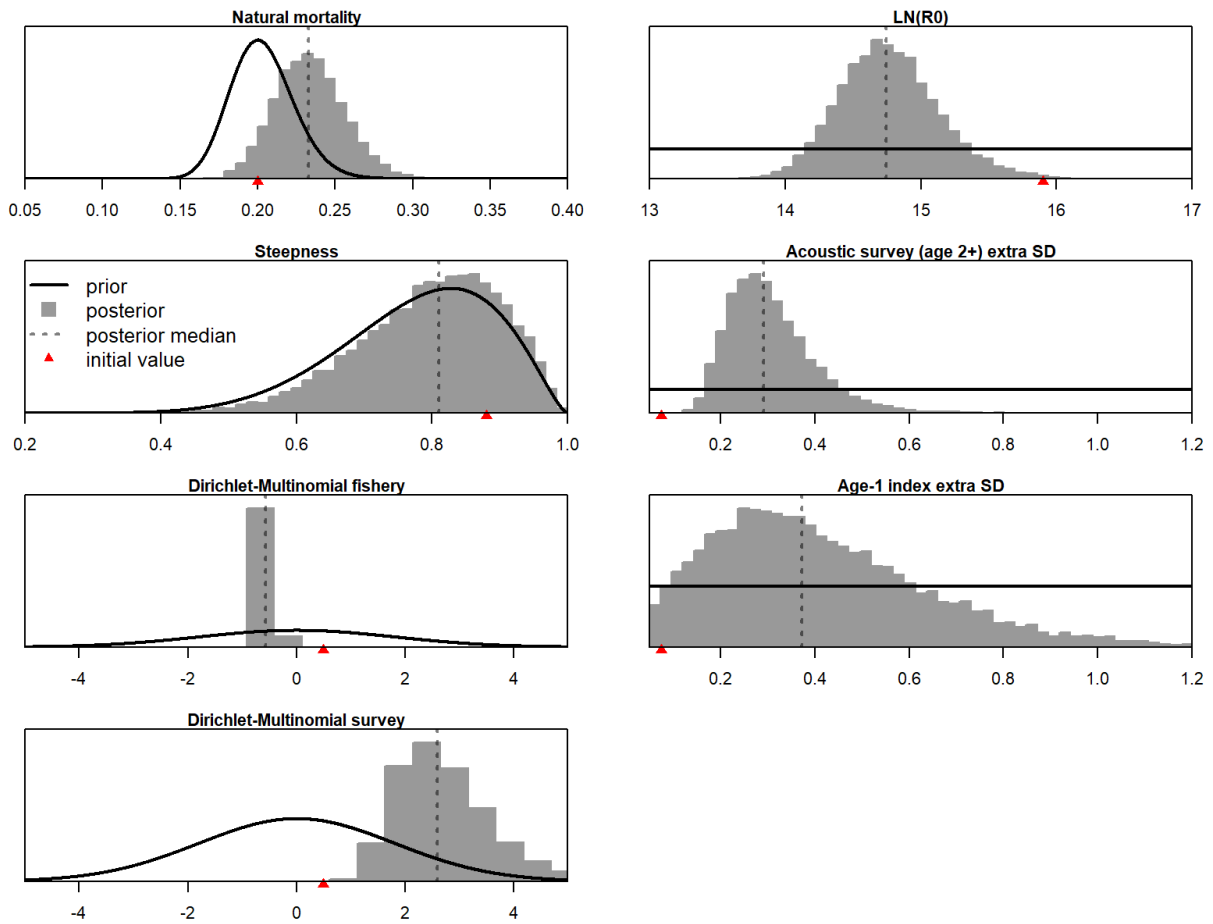 Natural mortality
0.05 0.10 0.15 0.20 0.25 0.30 0.35 0.40
LN(R0)
13 14 15 16 17
Steepness
prior
posterior
posterior median
initial value
0.2 0.4 0.6 0.8 1.0
Acoustic survey (age 2+) extra SD
0.2 0.4 0.6 0.8 1.0 1.2
Dirichlet-Multinomial fishery
-4 -2 0 2 4
Age-1 index extra SD
0.2 0.4 0.6 0.8 1.0 1.2
Dirichlet-Multinomial survey
-4 -2 0 2 4